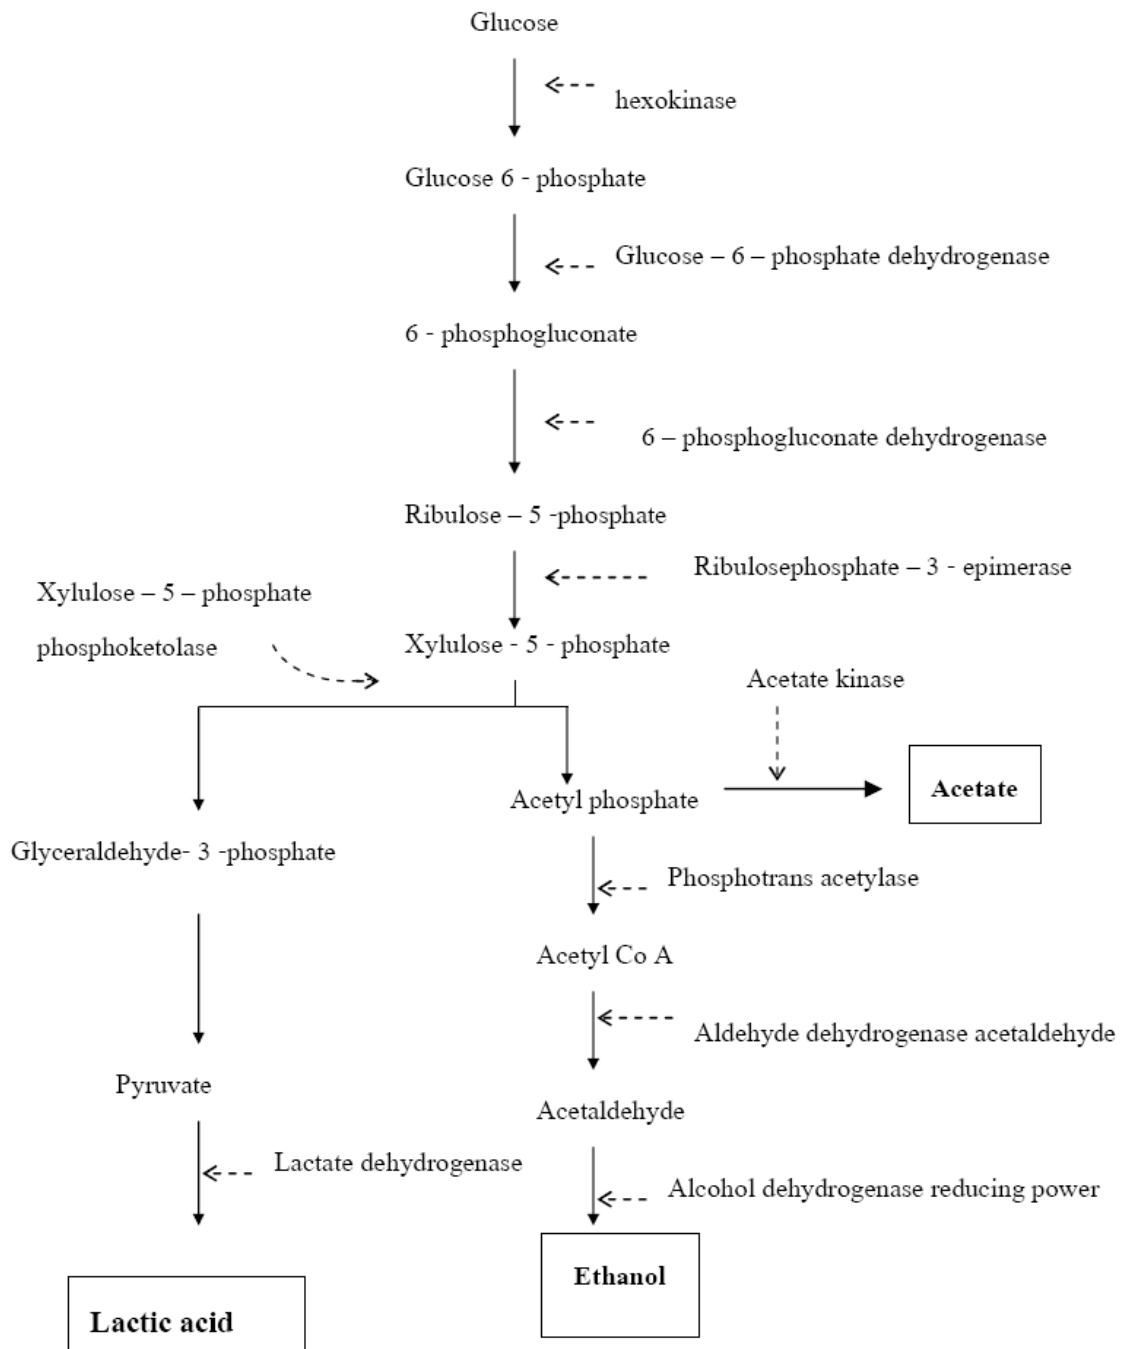 Glucose
hexokinase
Glucose 6 - phosphate
Glucose – 6 – phosphate dehydrogenase
6 - phosphogluconate
6 – phosphogluconate dehydrogenase
Ribulose – 5 -phosphate
Ribulosephosphate – 3 - epimerase
Xylulose – 5 – phosphate
phosphoketolase
Xylulose - 5 - phosphate
Acetate kinase
Acetate
Acetyl phosphate
Glyceraldehyde- 3 -phosphate
Phosphotrans acetylase
Acetyl Co A
Aldehyde dehydrogenase acetaldehyde
Pyruvate
Acetaldehyde
Lactate dehydrogenase
Alcohol dehydrogenase reducing power
Ethanol
Lactic acid